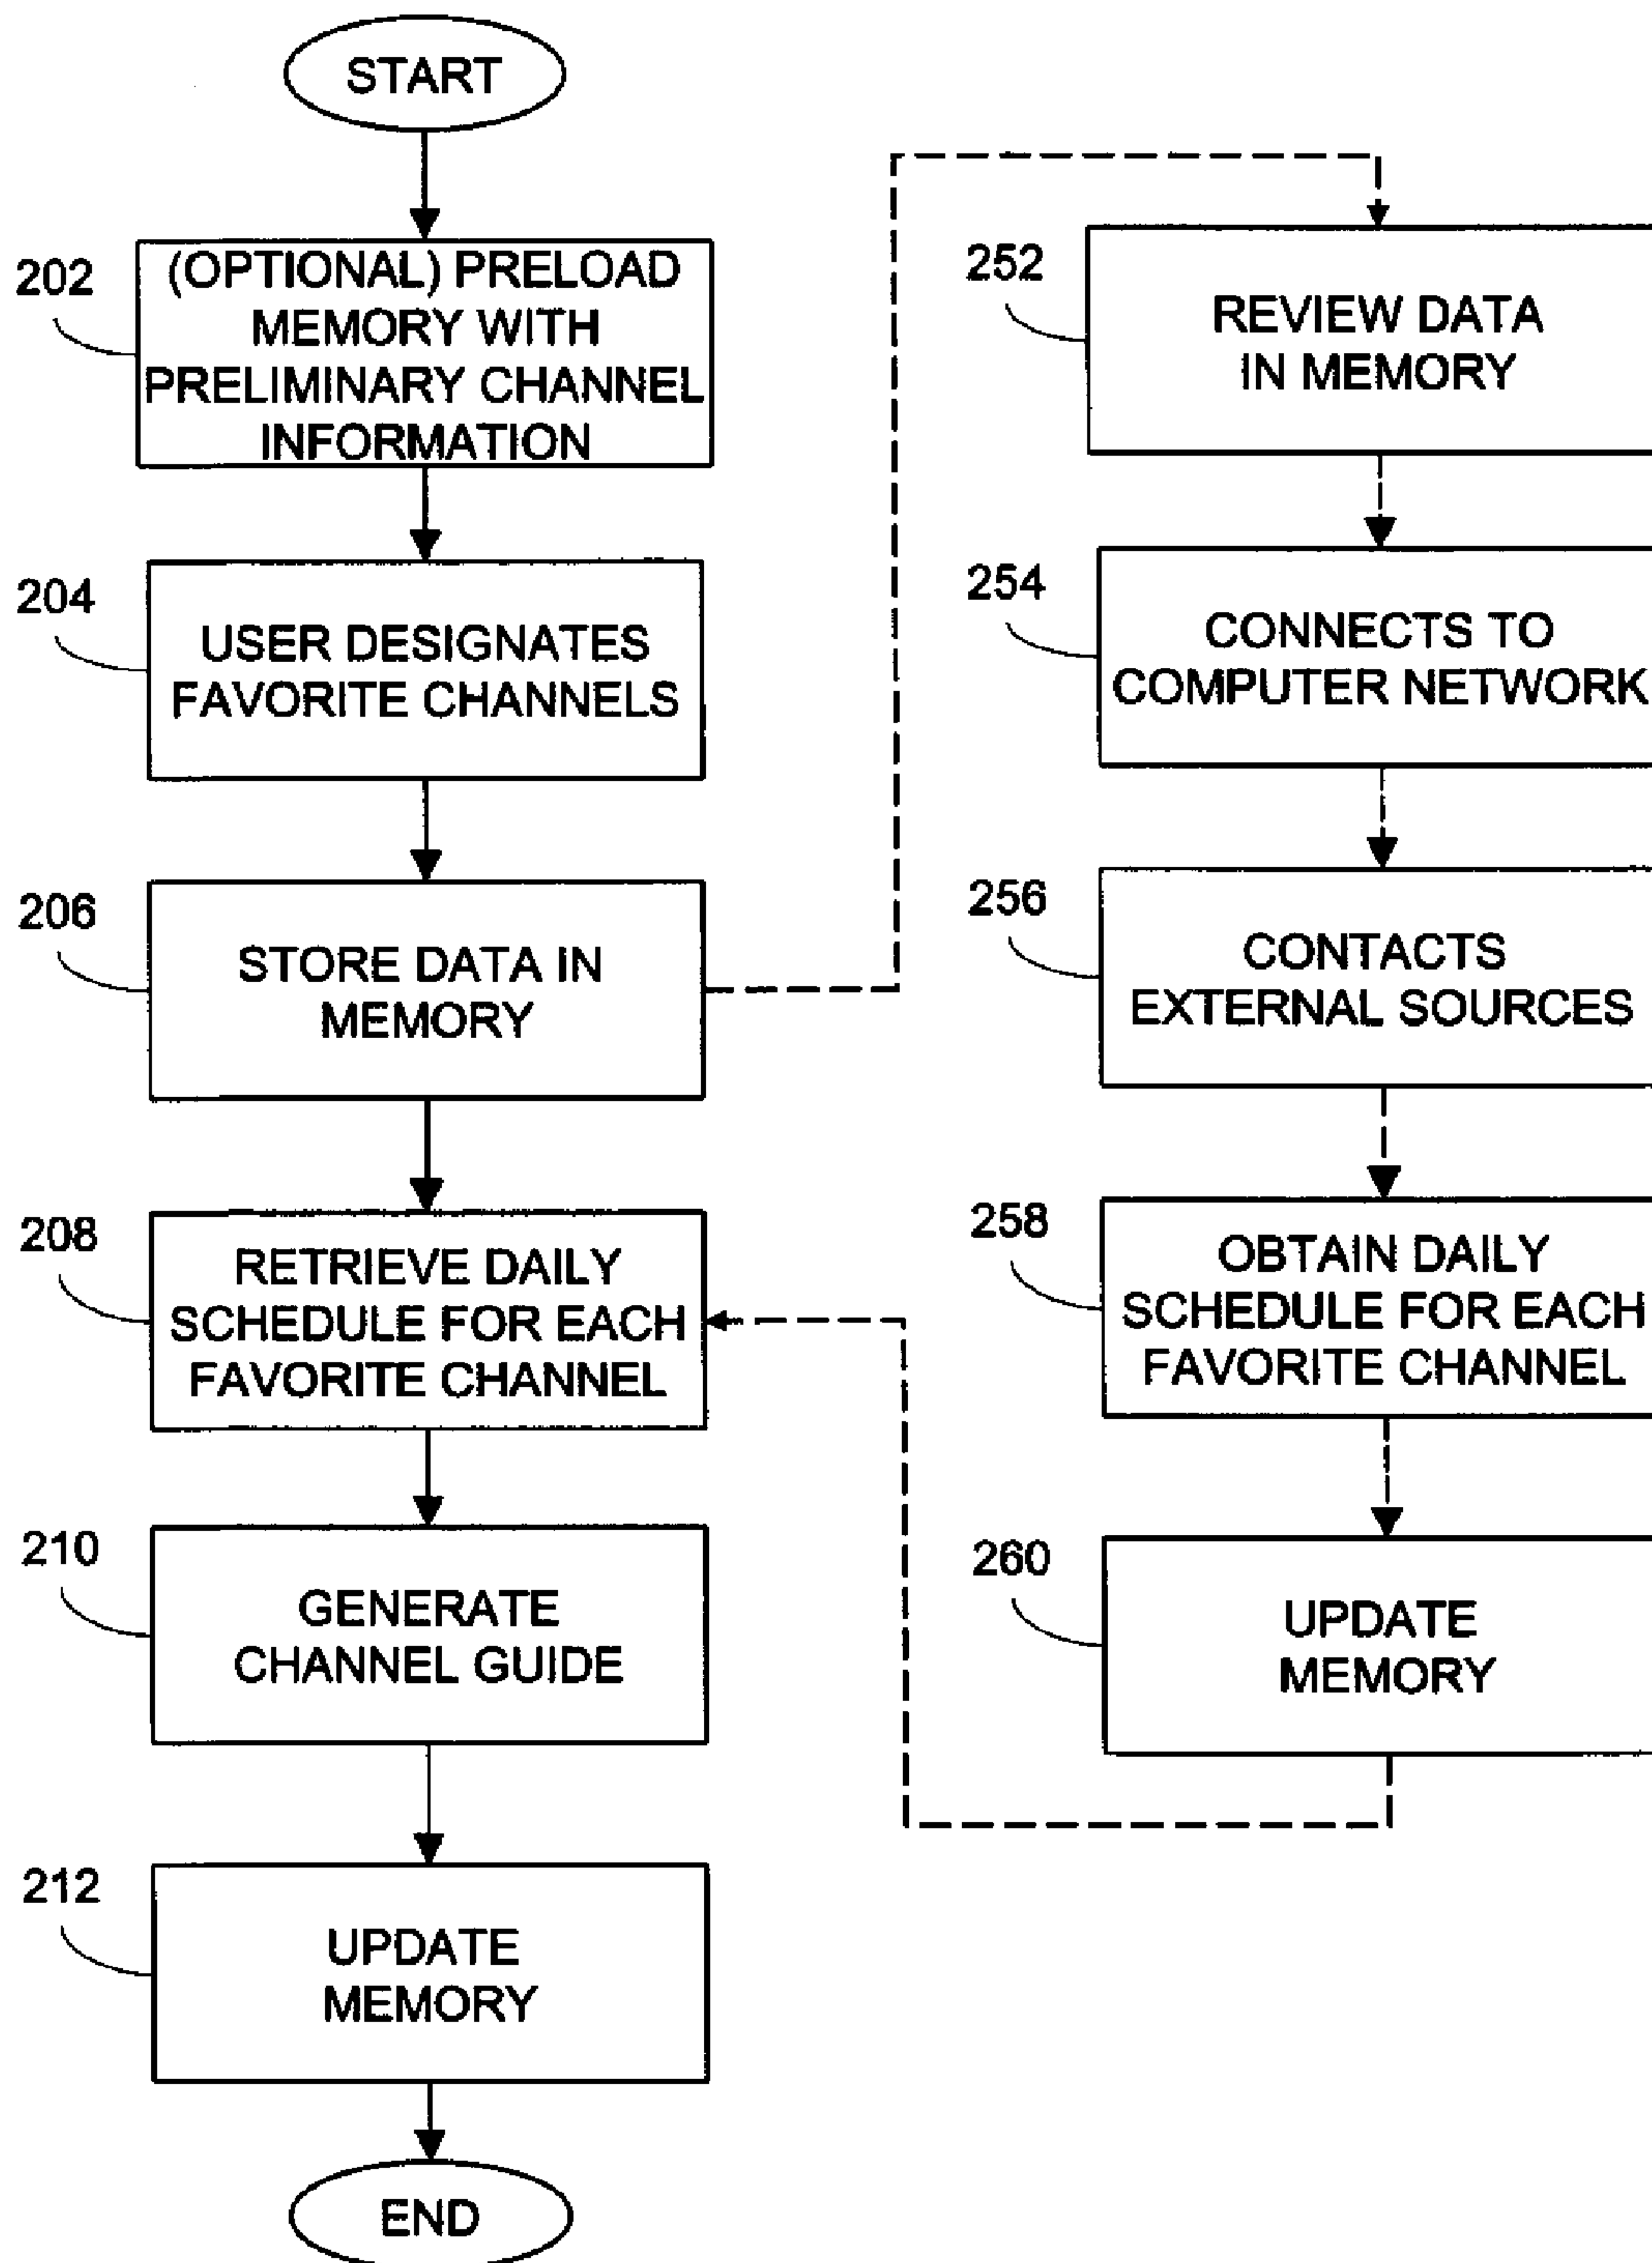 START
202
(OPTIONAL) PRELOAD
MEMORY WITH
PRELIMINARY CHANNEL
INFORMATION
204
USER DESIGNATES
FAVORITE CHANNELS
206
STORE DATA IN
MEMORY
208
RETRIEVE DAILY
SCHEDULE FOR EACH
FAVORITE CHANNEL
210
GENERATE
CHANNEL GUIDE
212
UPDATE
MEMORY
END
252
REVIEW DATA
IN MEMORY
254
CONNECTS TO
COMPUTER NETWORK
256
CONTACTS
EXTERNAL SOURCES
258
OBTAIN DAILY
SCHEDULE FOR EACH
FAVORITE CHANNEL
260
UPDATE
MEMORY